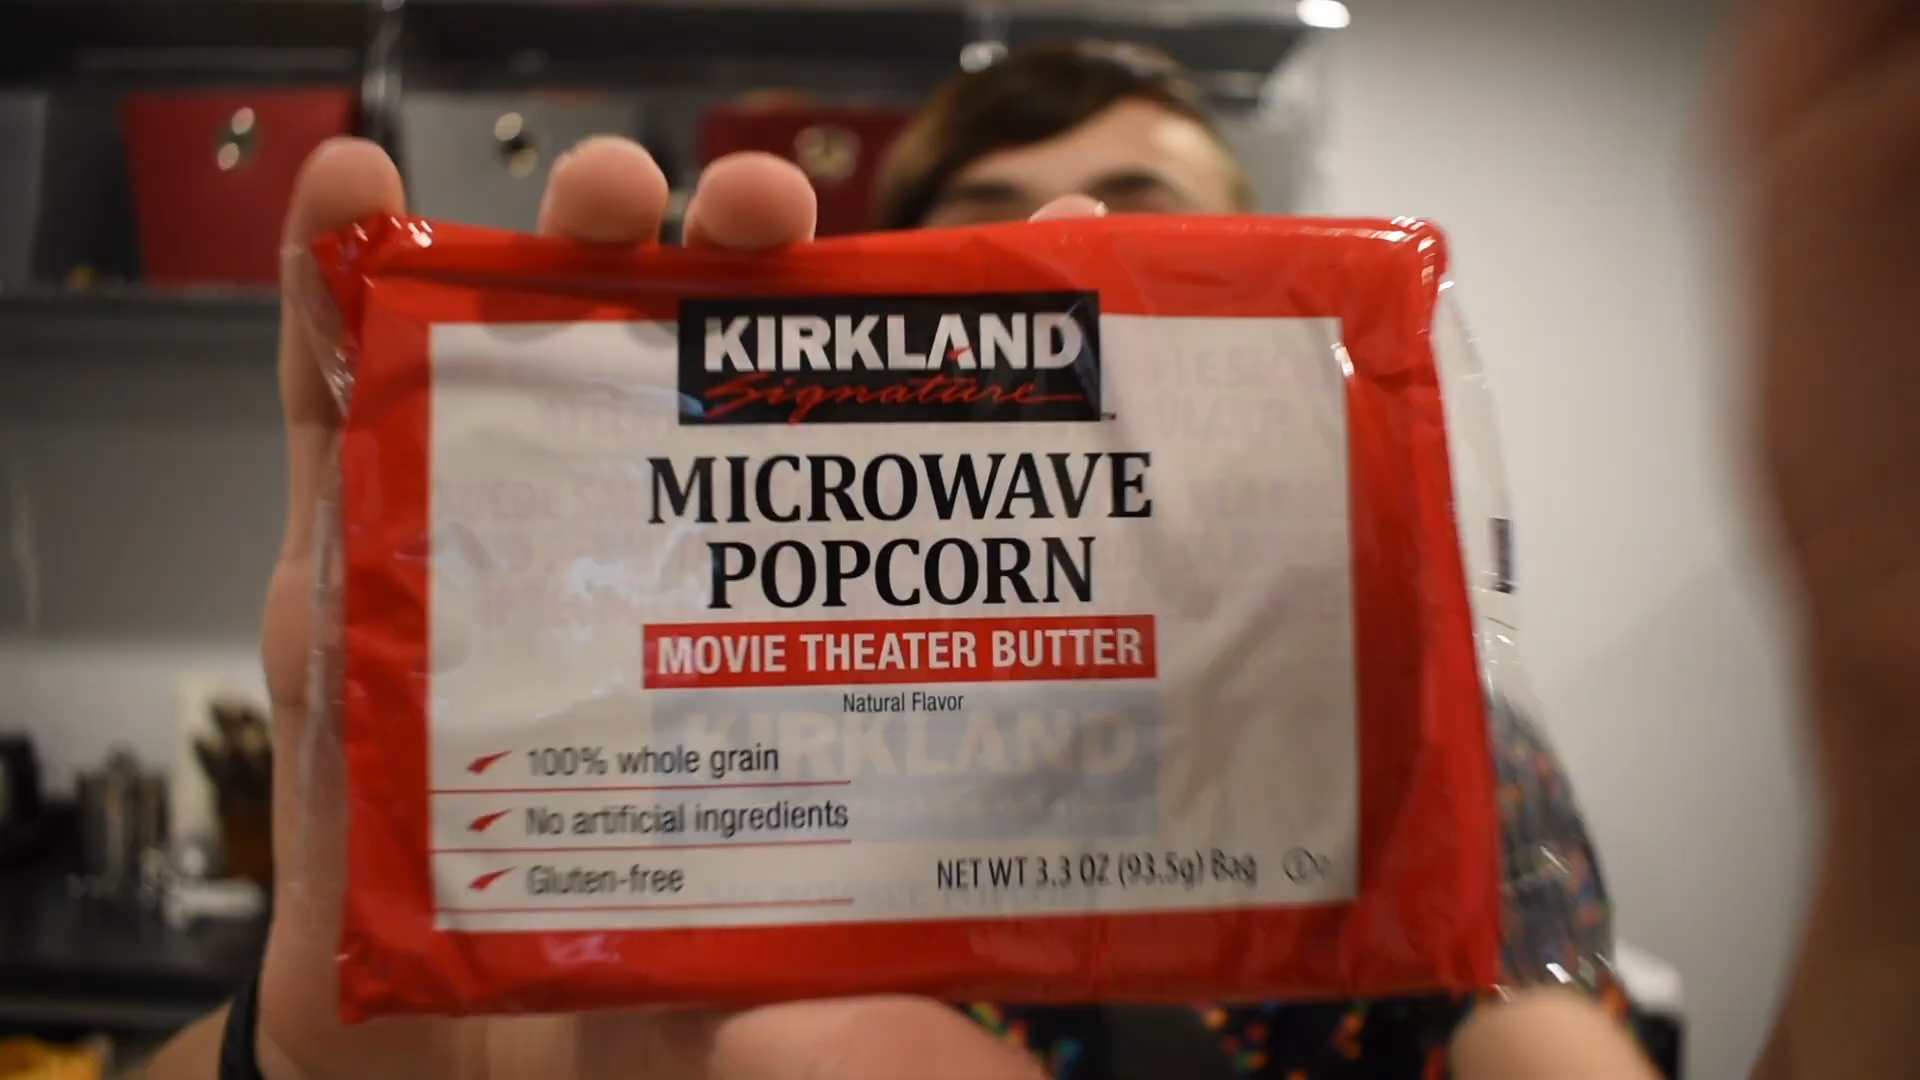 KIRKLAND
Signature
MICROWAVE
POPCORN
MOVIE THEATER BUTTER
Natural Flavor
100% whole grain
No artificial ingredients
Gluten-free
NET WT 3.3 OZ (93.5g) Bag
KIRKLAND